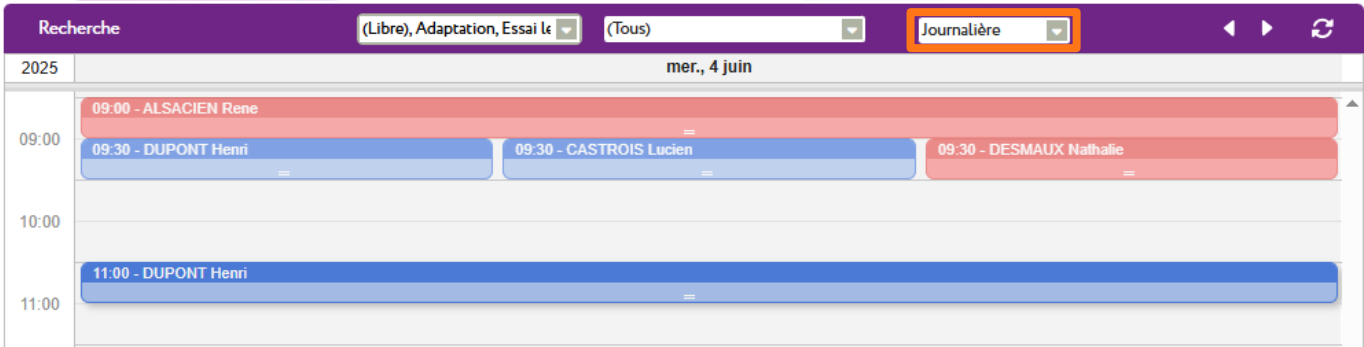 Recherche (Libre), Adaptation, Essai le (Tous) Journalière
2025 mer., 4 juin
09:00 - ALSACIEN Rene
09:00
09:30 - DUPONT Henri 09:30 - CASTROIS Lucien 09:30 - DESMAUX Nathalie
10:00
11:00 - DUPONT Henri
11:00